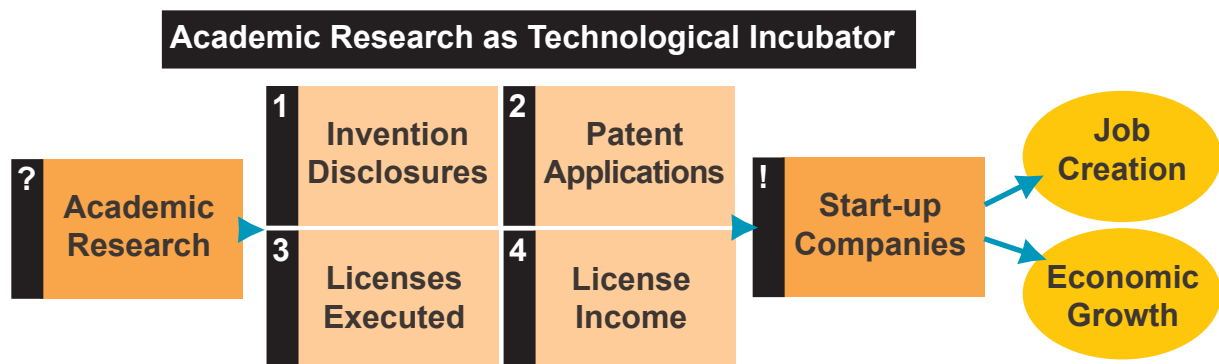 Academic Research as Technological Incubator
?
Academic
Research
1
Invention
Disclosures
2
Patent
Applications
3
Licenses
Executed
4
License
Income
!
Start-up
Companies
Job
Creation
Economic
Growth